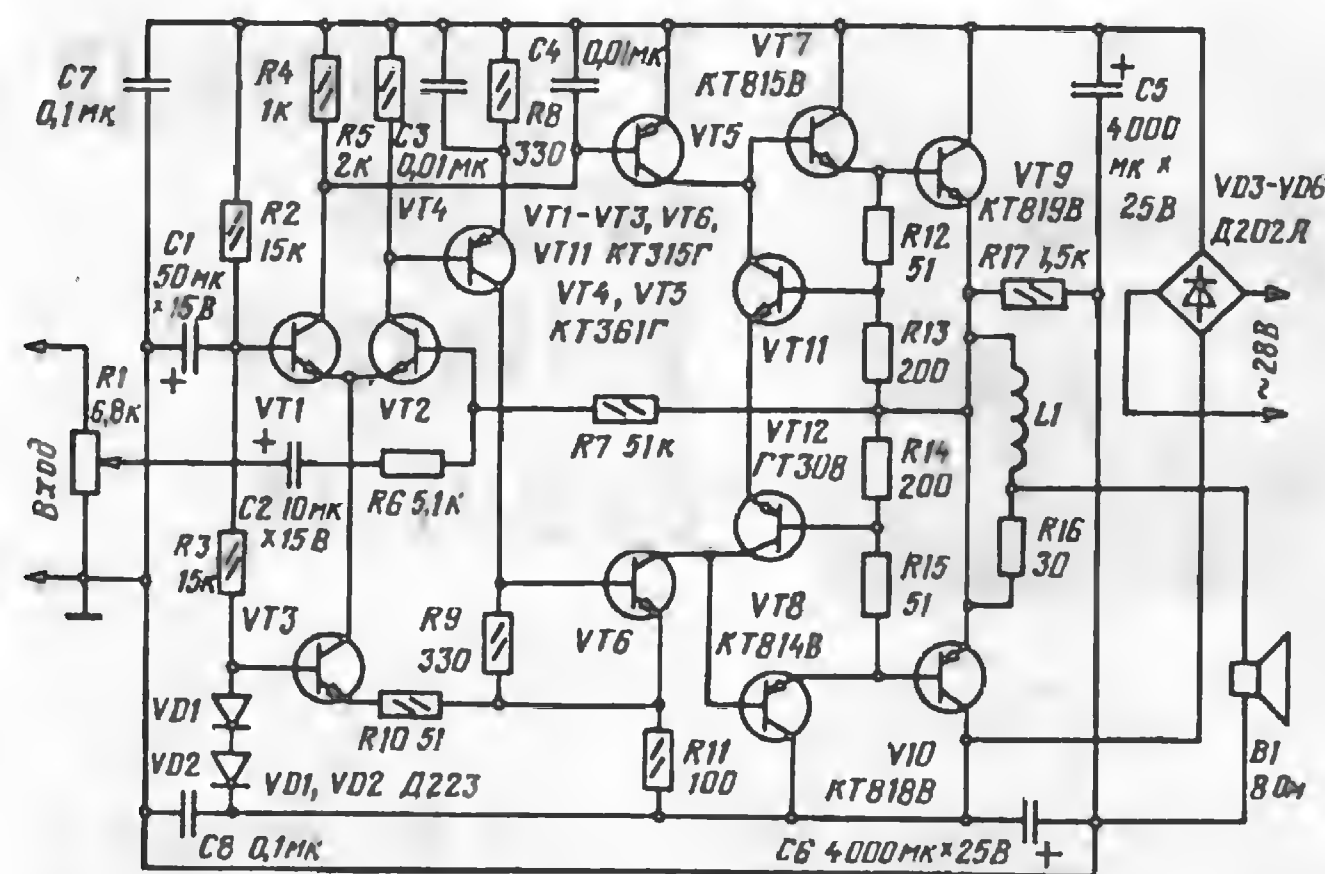 C7
0,1мк
R4
1к
R5
2к
C3
0,01мк
C4
0,01мк
R8
330
VT7
КТ815В
VT5
C5
4000
мк ×
25В
VT9
КТ819В
VD3-VD6
~28В
R2
15к
C1
50мк
×15В
VT4
VT1-VT3, VT6,
VT11 КТ315Г
VT4, VT5
КТ361Г
R12
51
R17 1,5к
VT11
R13
200
R1
6,8к
Вход
VT1
VT2
R7 51к
VT12
ГТ308
R14
200
L1
C2 10мк
×15В
R6 5,1к
R3
15к
R15
51
R16
30
VT3
R9
330
VT6
VT8
КТ814В
VD1
R10 51
VD2
VD1, VD2 Д223
R11
100
V10
КТ818В
B1
8 Ом
C8 0,1мк
C6 4000мк×25В